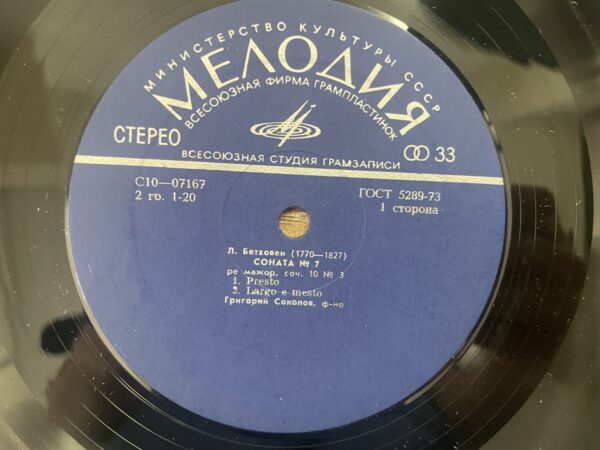 МИНИСТЕРСТВО КУЛЬТУРЫ СССР
МЕЛОДИЯ
ВСЕСОЮЗНАЯ ФИРМА ГРАМПЛАСТИНОК
СТЕРЕО
33
ВСЕСОЮЗНАЯ СТУДИЯ ГРАМЗАПИСИ
С10—07167
ГОСТ 5289-73
2 гр. 1-20
1 сторона
Л. Бетховен (1770—1827)
СОНАТА № 7
ре мажор, соч. 10 № 3
1. Presto
2. Largo e mesto
Григорий Соколов, ф-но